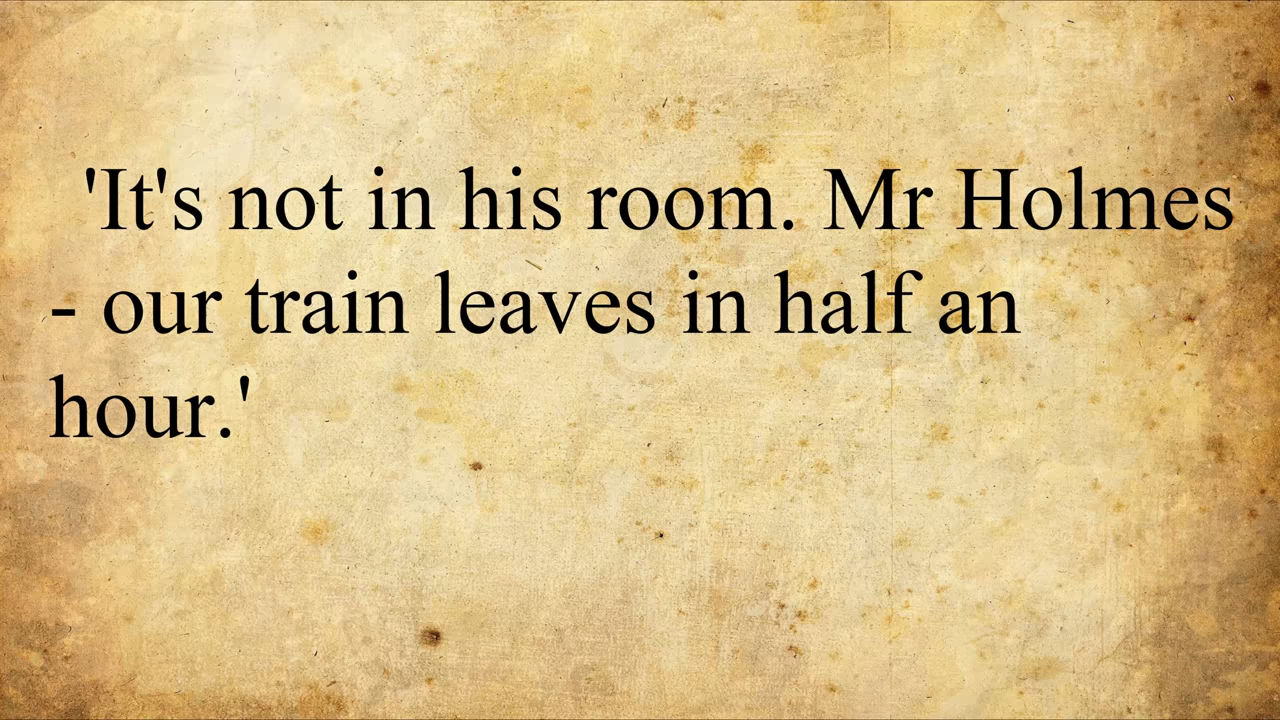 'It's not in his room. Mr Holmes
- our train leaves in half an
hour.'